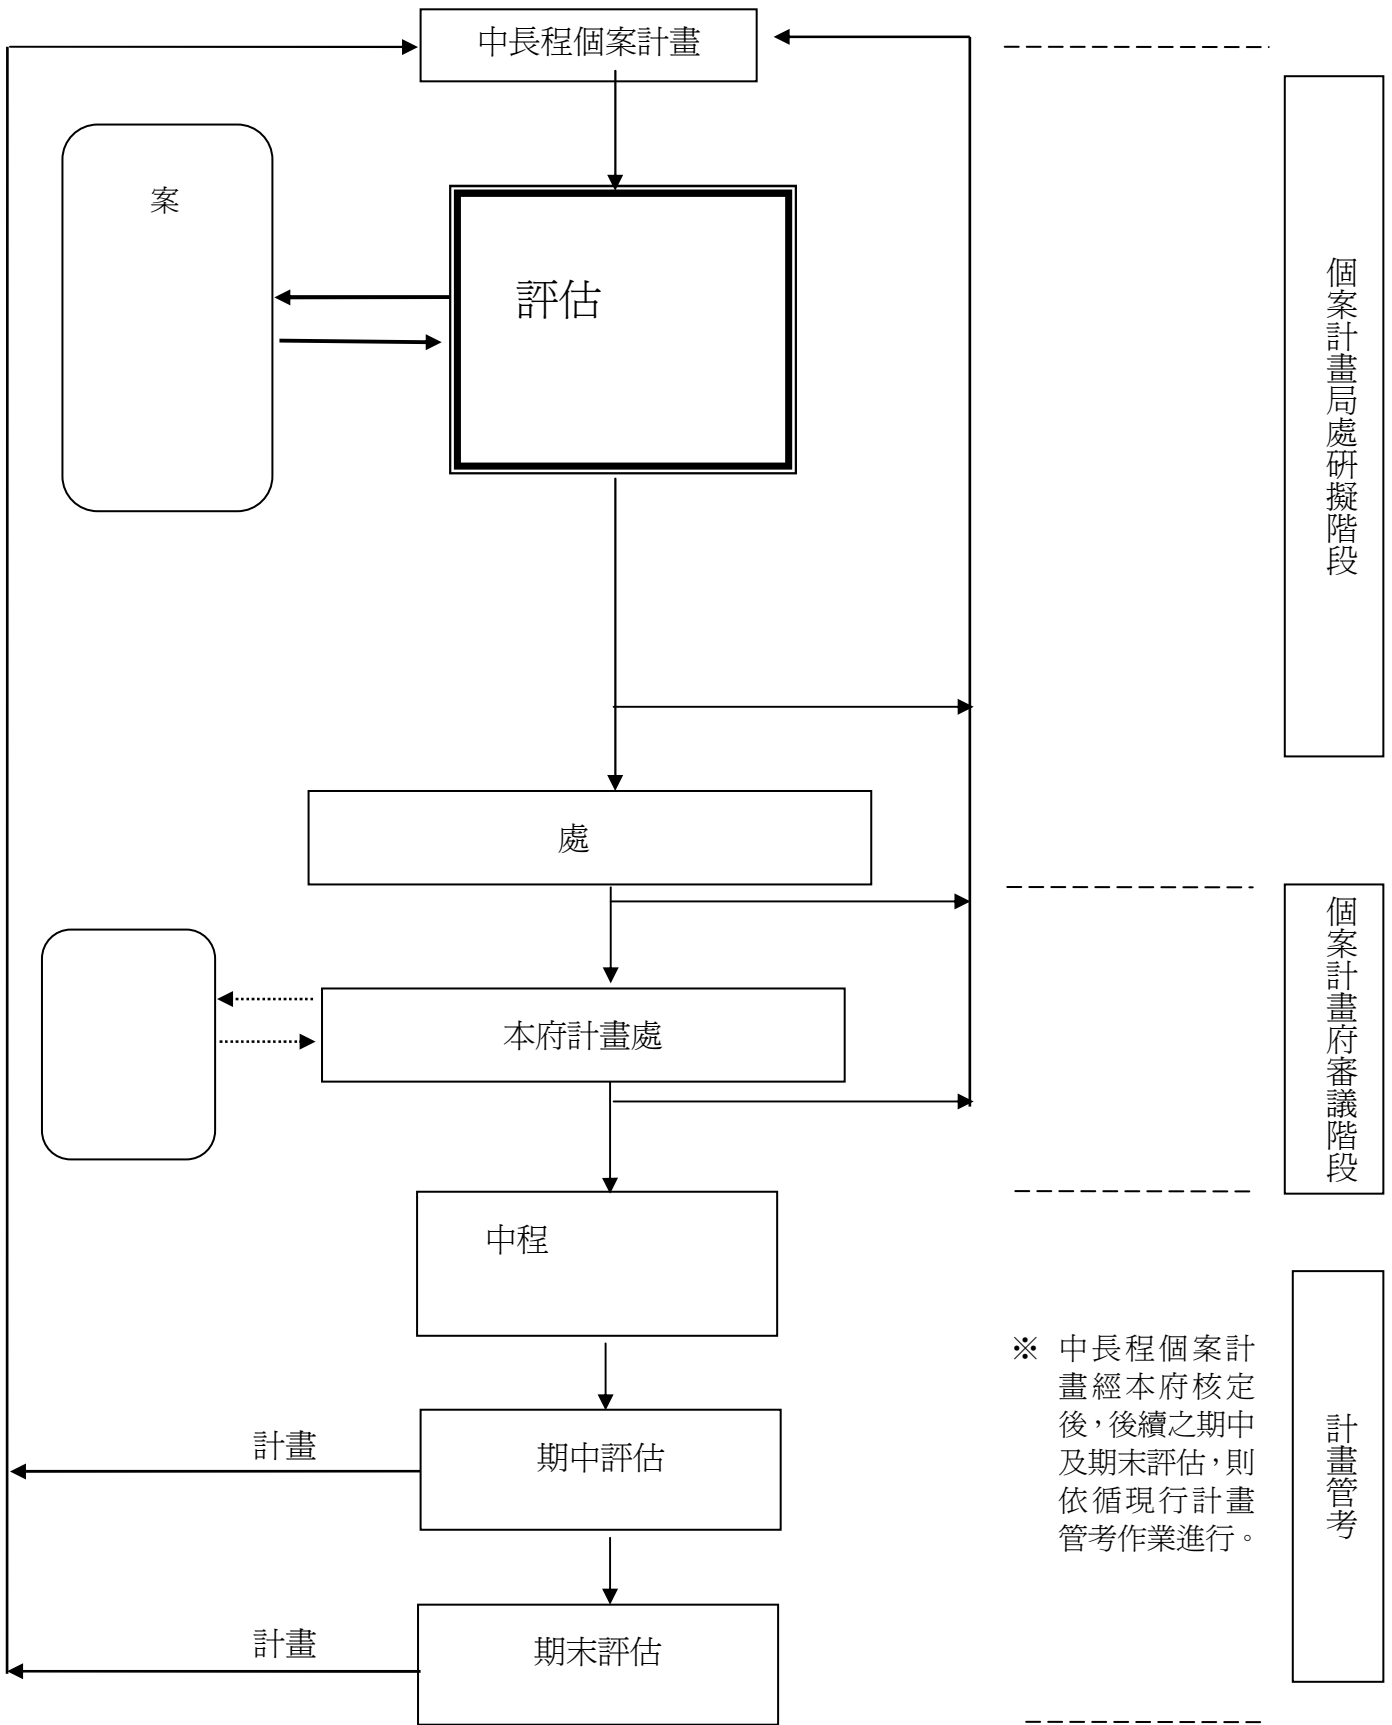 中長程個案計畫
案
評估
個案計畫局處研擬階段
處
個案計畫府審議階段
本府計畫處
中程
※ 中長程個案計
畫經本府核定
後，後續之期中
及期末評估，則
依循現行計畫
管考作業進行。
計畫管考
計畫
期中評估
計畫
期末評估